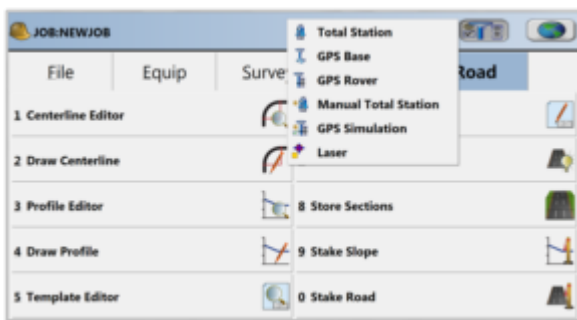 JOB:NEWJOB
Total Station
GPS Base
GPS Rover
Manual Total Station
GPS Simulation
Laser
File
Equip
Road
1 Centerline Editor
2 Draw Centerline
3 Profile Editor
8 Store Sections
4 Draw Profile
9 Stake Slope
5 Template Editor
0 Stake Road